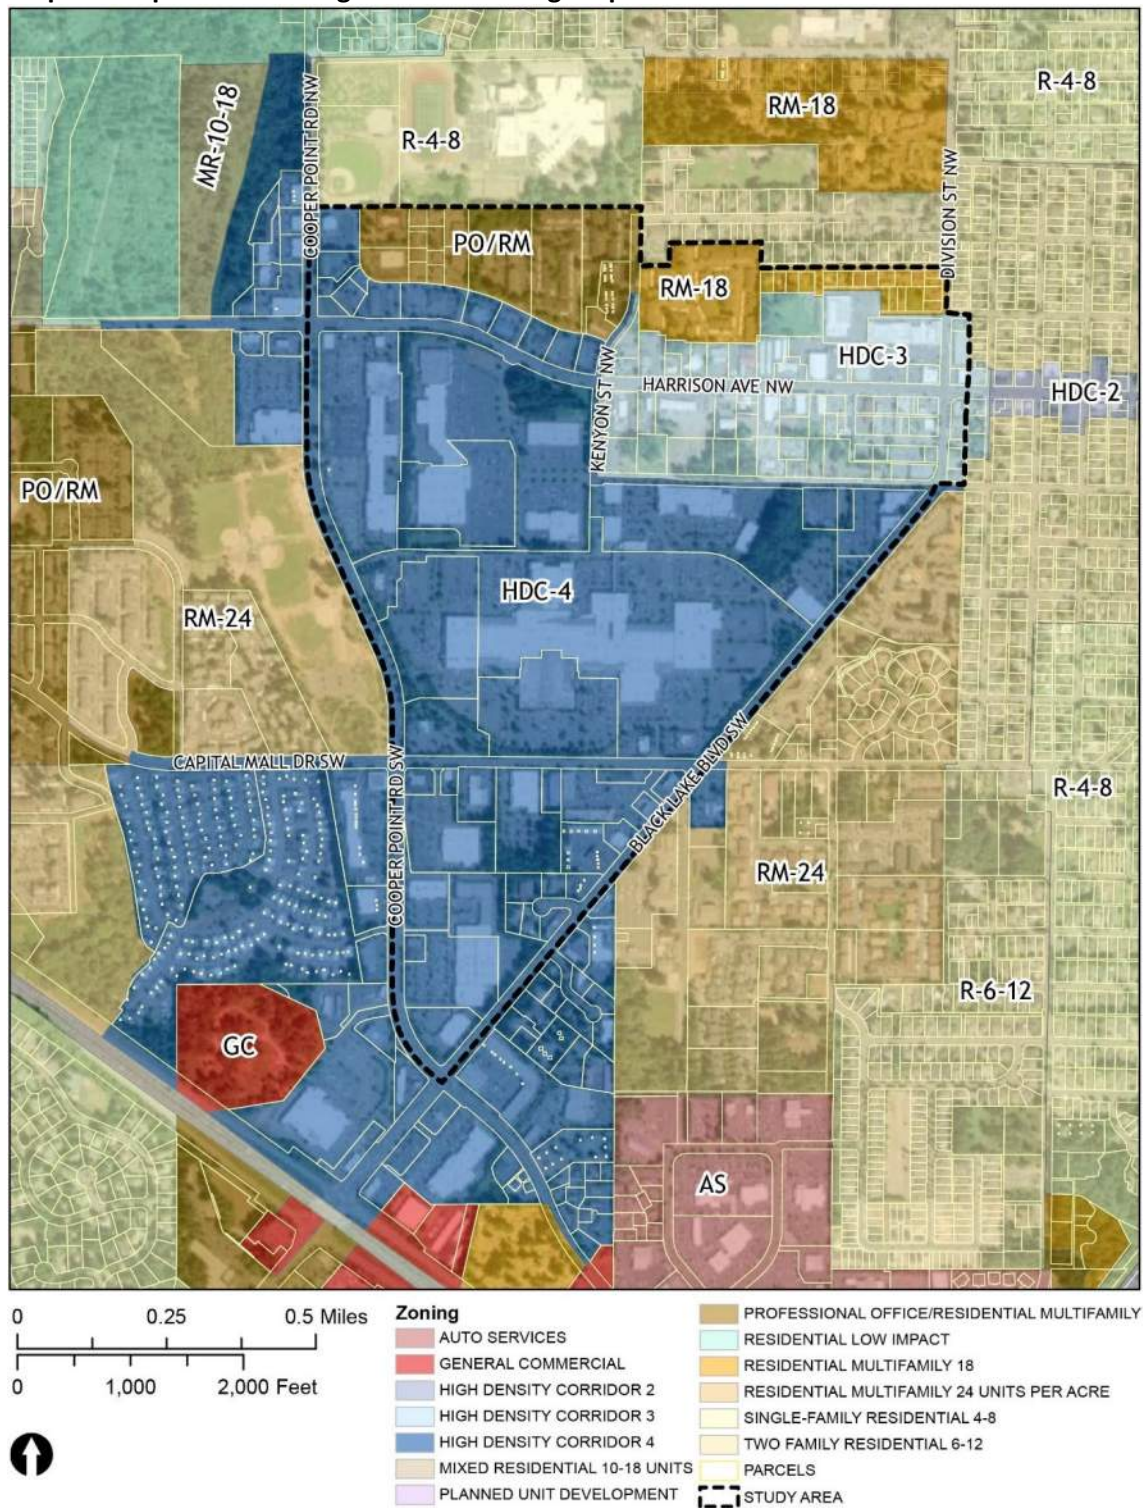 R-4-8
RM-18
R-4-8
MR-10-18
COOPER POINT RD NW
DIVISION ST NW
PO/RM
RM-18
HDC-3
HARRISON AVE NW
HDC-2
KENYON ST NW
PO/RM
HDC-4
RM-24
CAPITAL MALL DR SW
COOPER POINT RD SW
BLACK LAKE BLVD SW
R-4-8
RM-24
R-6-12
GC
AS
0 0.25 0.5 Miles
0 1,000 2,000 Feet
Zoning
AUTO SERVICES
GENERAL COMMERCIAL
HIGH DENSITY CORRIDOR 2
HIGH DENSITY CORRIDOR 3
HIGH DENSITY CORRIDOR 4
MIXED RESIDENTIAL 10-18 UNITS
PLANNED UNIT DEVELOPMENT
PROFESSIONAL OFFICE/RESIDENTIAL MULTIFAMILY
RESIDENTIAL LOW IMPACT
RESIDENTIAL MULTIFAMILY 18
RESIDENTIAL MULTIFAMILY 24 UNITS PER ACRE
SINGLE-FAMILY RESIDENTIAL 4-8
TWO FAMILY RESIDENTIAL 6-12
PARCELS
STUDY AREA